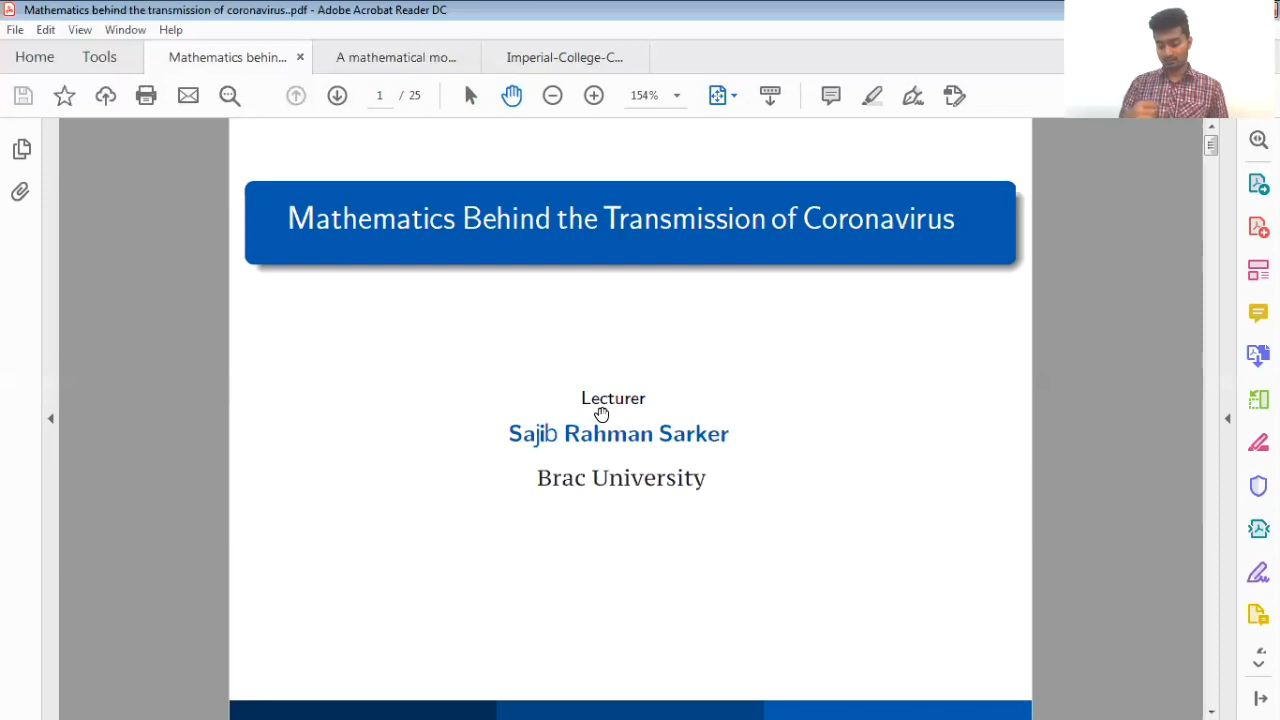 Mathematics behind the transmission of coronavirus..pdf - Adobe Acrobat Reader DC
File Edit View Window Help
Home Tools Mathematics behin... × A mathematical mo... Imperial-College-C...
1 / 25 154%
Mathematics Behind the Transmission of Coronavirus
Lecturer
Sajib Rahman Sarker
Brac University